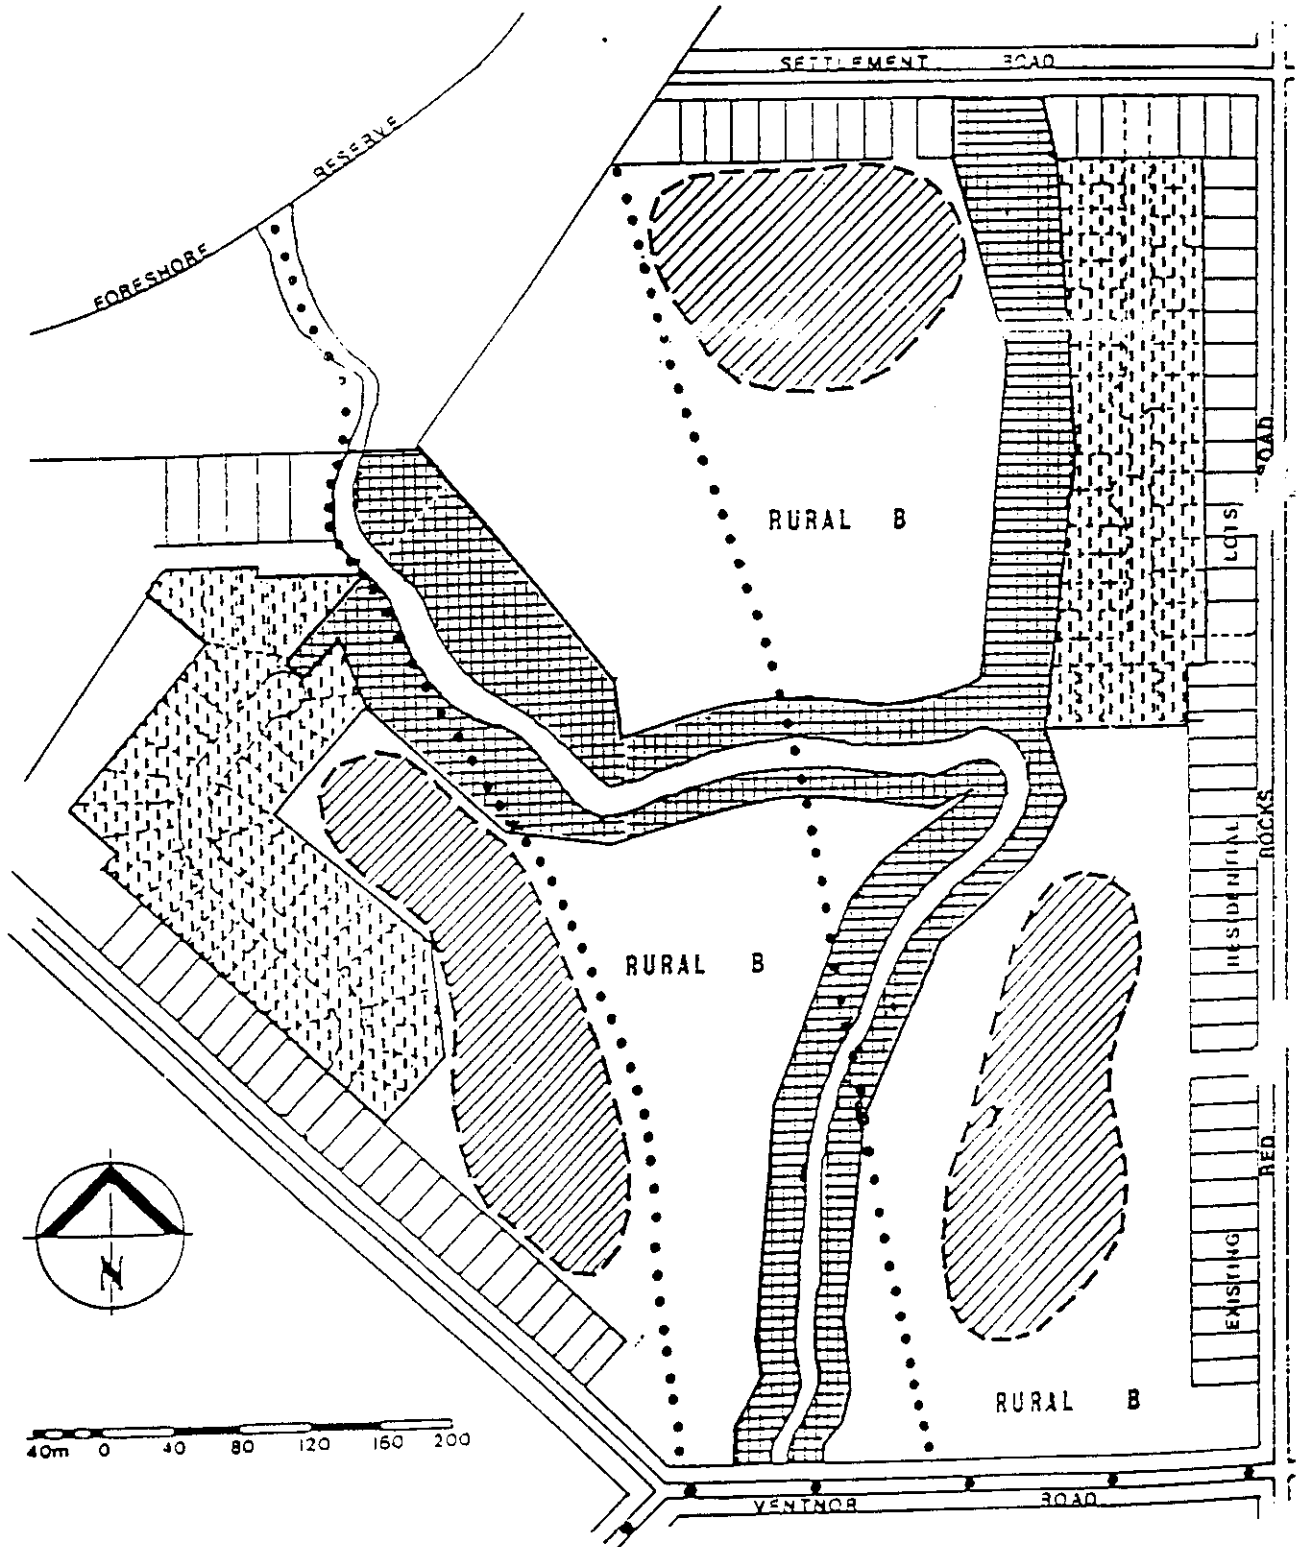 SETTLEMENT ROAD
RESERVE
FORESHORE
RURAL B
ROAD
LOTS
ROCKS
RESIDENTIAL
RURAL B
RED
EXISTING
N
RURAL B
40m 0 40 80 120 160 200
VENTNOR ROAD